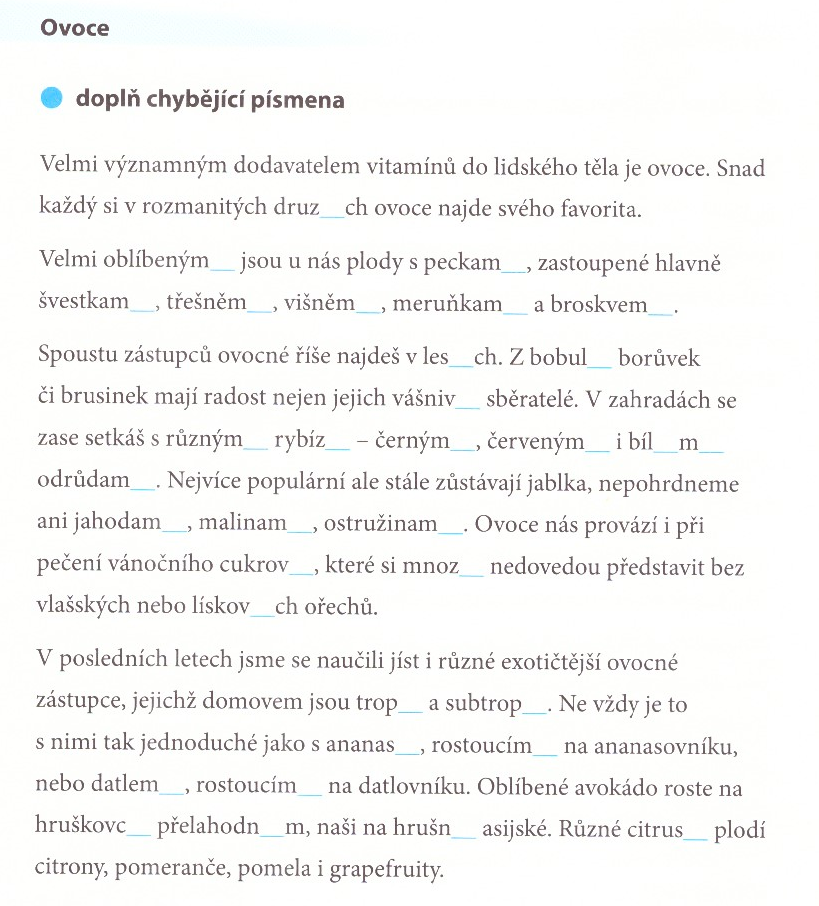 Ovoce
doplň chybějící písmena
Velmi významným dodavatelem vitamínů do lidského těla je ovoce. Snad
každý si v rozmanitých druz__ch ovoce najde svého favorita.
Velmi oblíbeným__ jsou u nás plody s peckam__, zastoupené hlavně
švestkam__, třešněm__, višněm__, meruňkam__ a broskvem__.
Spoustu zástupců ovocné říše najdeš v les__ch. Z bobul__ borůvek
či brusinek mají radost nejen jejich vášniv__ sběratelé. V zahradách se
zase setkáš s různým__ rybíz__ – černým__, červeným__ i bíl__m__
odrůdam__. Nejvíce populární ale stále zůstávají jablka, nepohrdneme
ani jahodam__, malinam__, ostružinam__. Ovoce nás provází i při
pečení vánočního cukrov__, které si mnoz__ nedovedou představit bez
vlašských nebo lískov__ch ořechů.
V posledních letech jsme se naučili jíst i různé exotičtější ovocné
zástupce, jejichž domovem jsou trop__ a subtrop__. Ne vždy je to
s nimi tak jednoduché jako s ananas__, rostoucím__ na ananasovníku,
nebo datlem__, rostoucím__ na datlovníku. Oblíbené avokádo roste na
hruškovc__ přelahodn__m, naši na hrušn__ asijské. Různé citrus__ plodí
citrony, pomeranče, pomela i grapefruity.